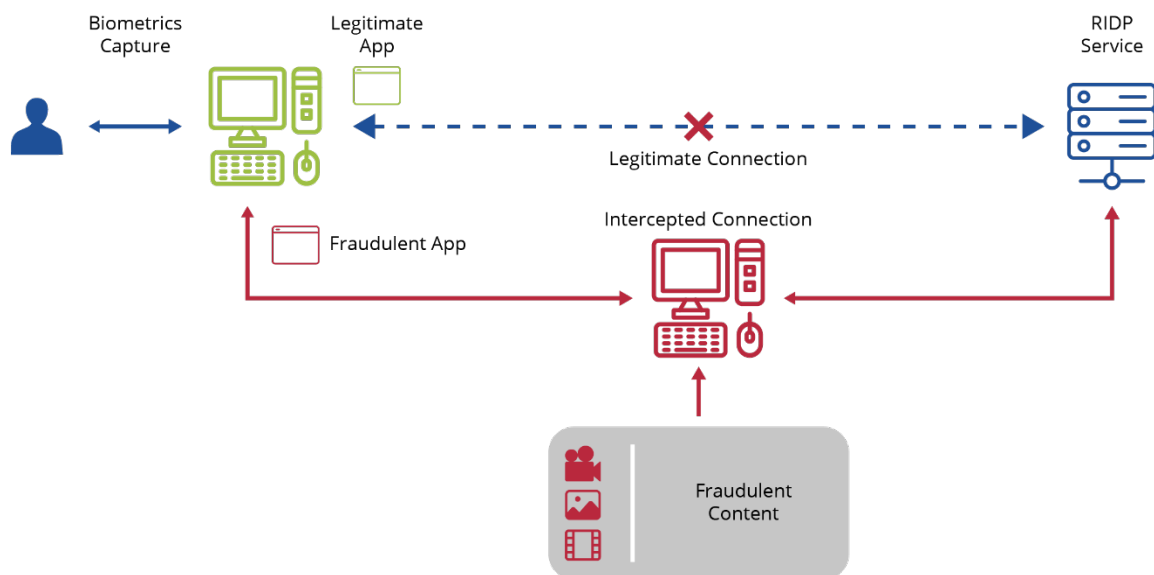 Biometrics
Capture
Legitimate
App
RIDP
Service
Legitimate Connection
Intercepted Connection
Fraudulent App
Fraudulent
Content